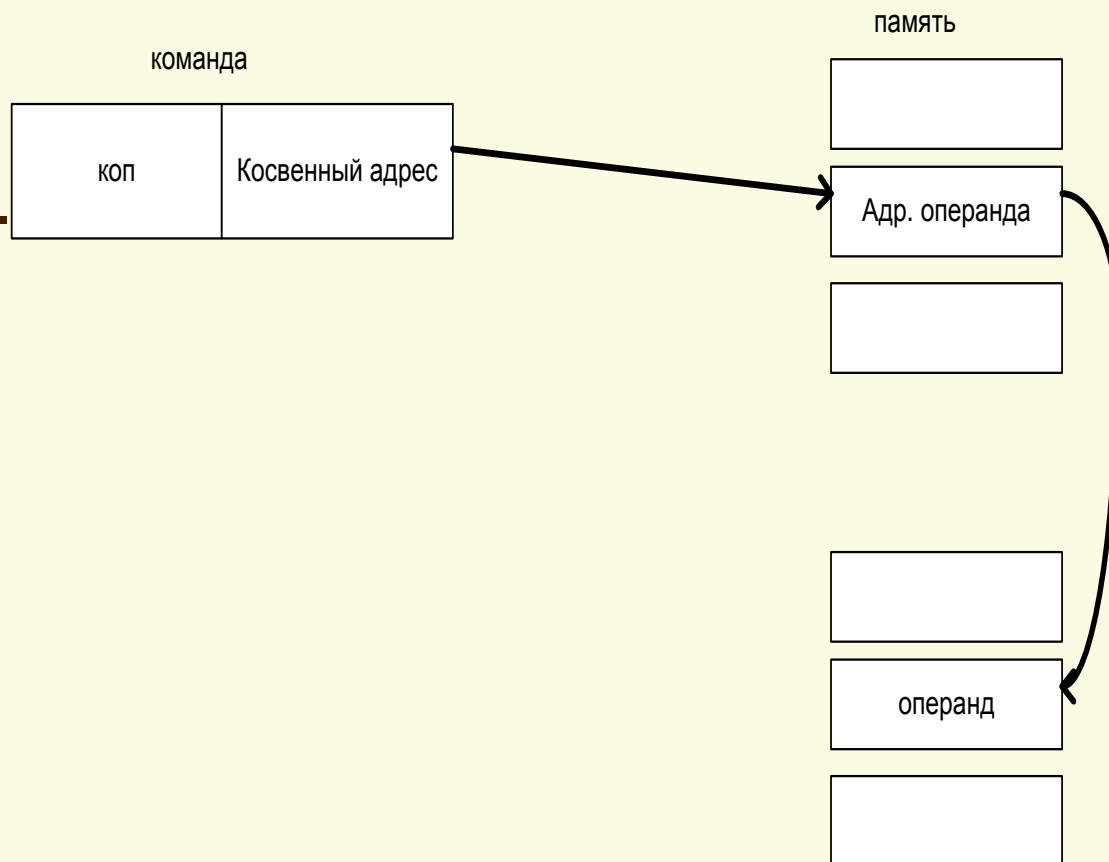 память
команда
коп
Косвенный адрес
Адр. операнда
операнд